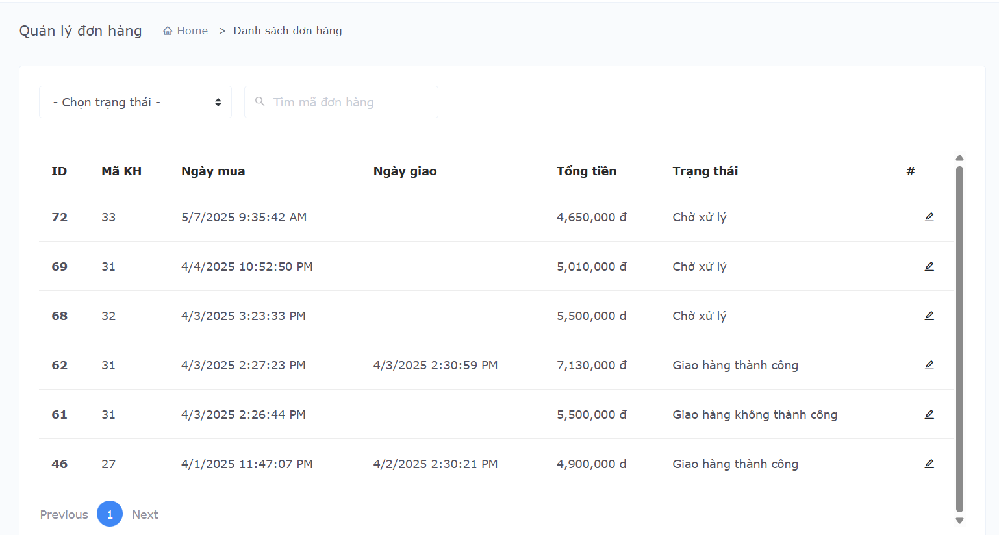 Quản lý đơn hàng Home > Danh sách đơn hàng
- Chọn trạng thái - Tìm mã đơn hàng
ID Mã KH Ngày mua Ngày giao Tổng tiền Trạng thái #
72 33 5/7/2025 9:35:42 AM 4,650,000 đ Chờ xử lý
69 31 4/4/2025 10:52:50 PM 5,010,000 đ Chờ xử lý
68 32 4/3/2025 3:23:33 PM 5,500,000 đ Chờ xử lý
62 31 4/3/2025 2:27:23 PM 4/3/2025 2:30:59 PM 7,130,000 đ Giao hàng thành công
61 31 4/3/2025 2:26:44 PM 5,500,000 đ Giao hàng không thành công
46 27 4/1/2025 11:47:07 PM 4/2/2025 2:30:21 PM 4,900,000 đ Giao hàng thành công
Previous 1 Next